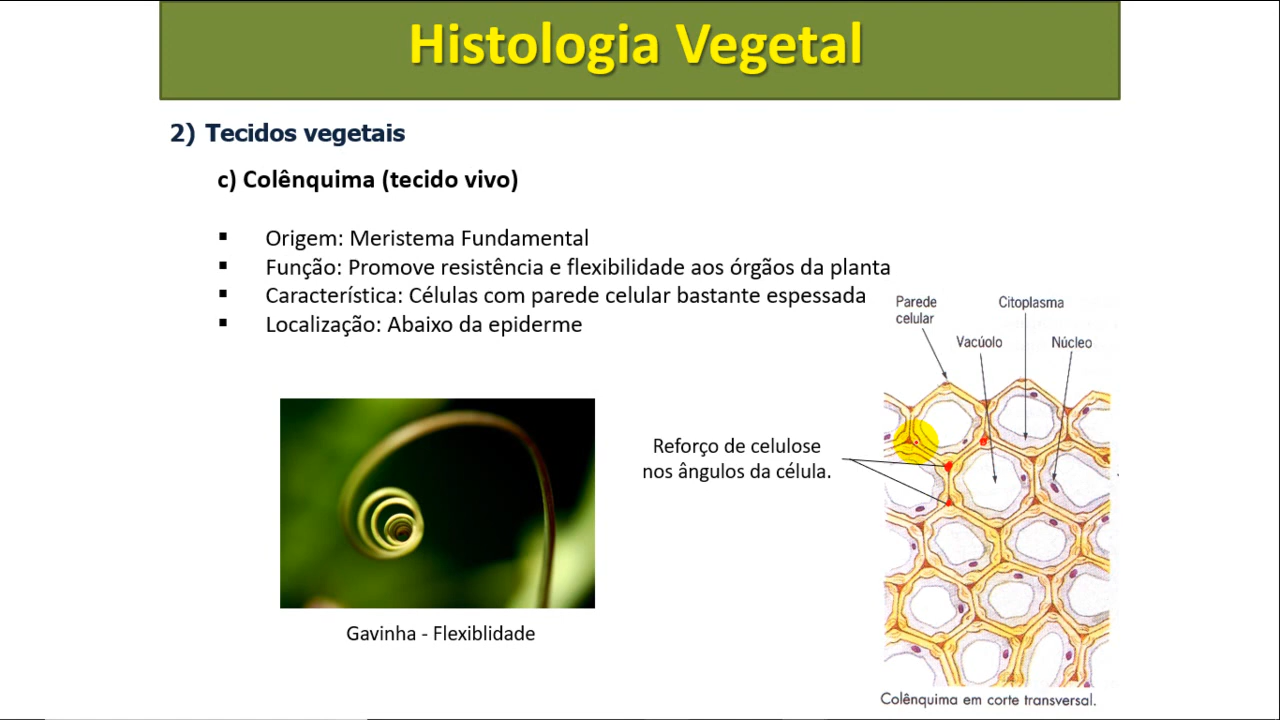 Histologia Vegetal
2) Tecidos vegetais
c) Colênquima (tecido vivo)
▪ Origem: Meristema Fundamental
▪ Função: Promove resistência e flexibilidade aos órgãos da planta
▪ Característica: Células com parede celular bastante espessada
▪ Localização: Abaixo da epiderme
Parede
celular
Citoplasma
Vacúolo
Núcleo
Reforço de celulose
nos ângulos da célula.
Gavinha - Flexiblidade
Colênquima em corte transversal.